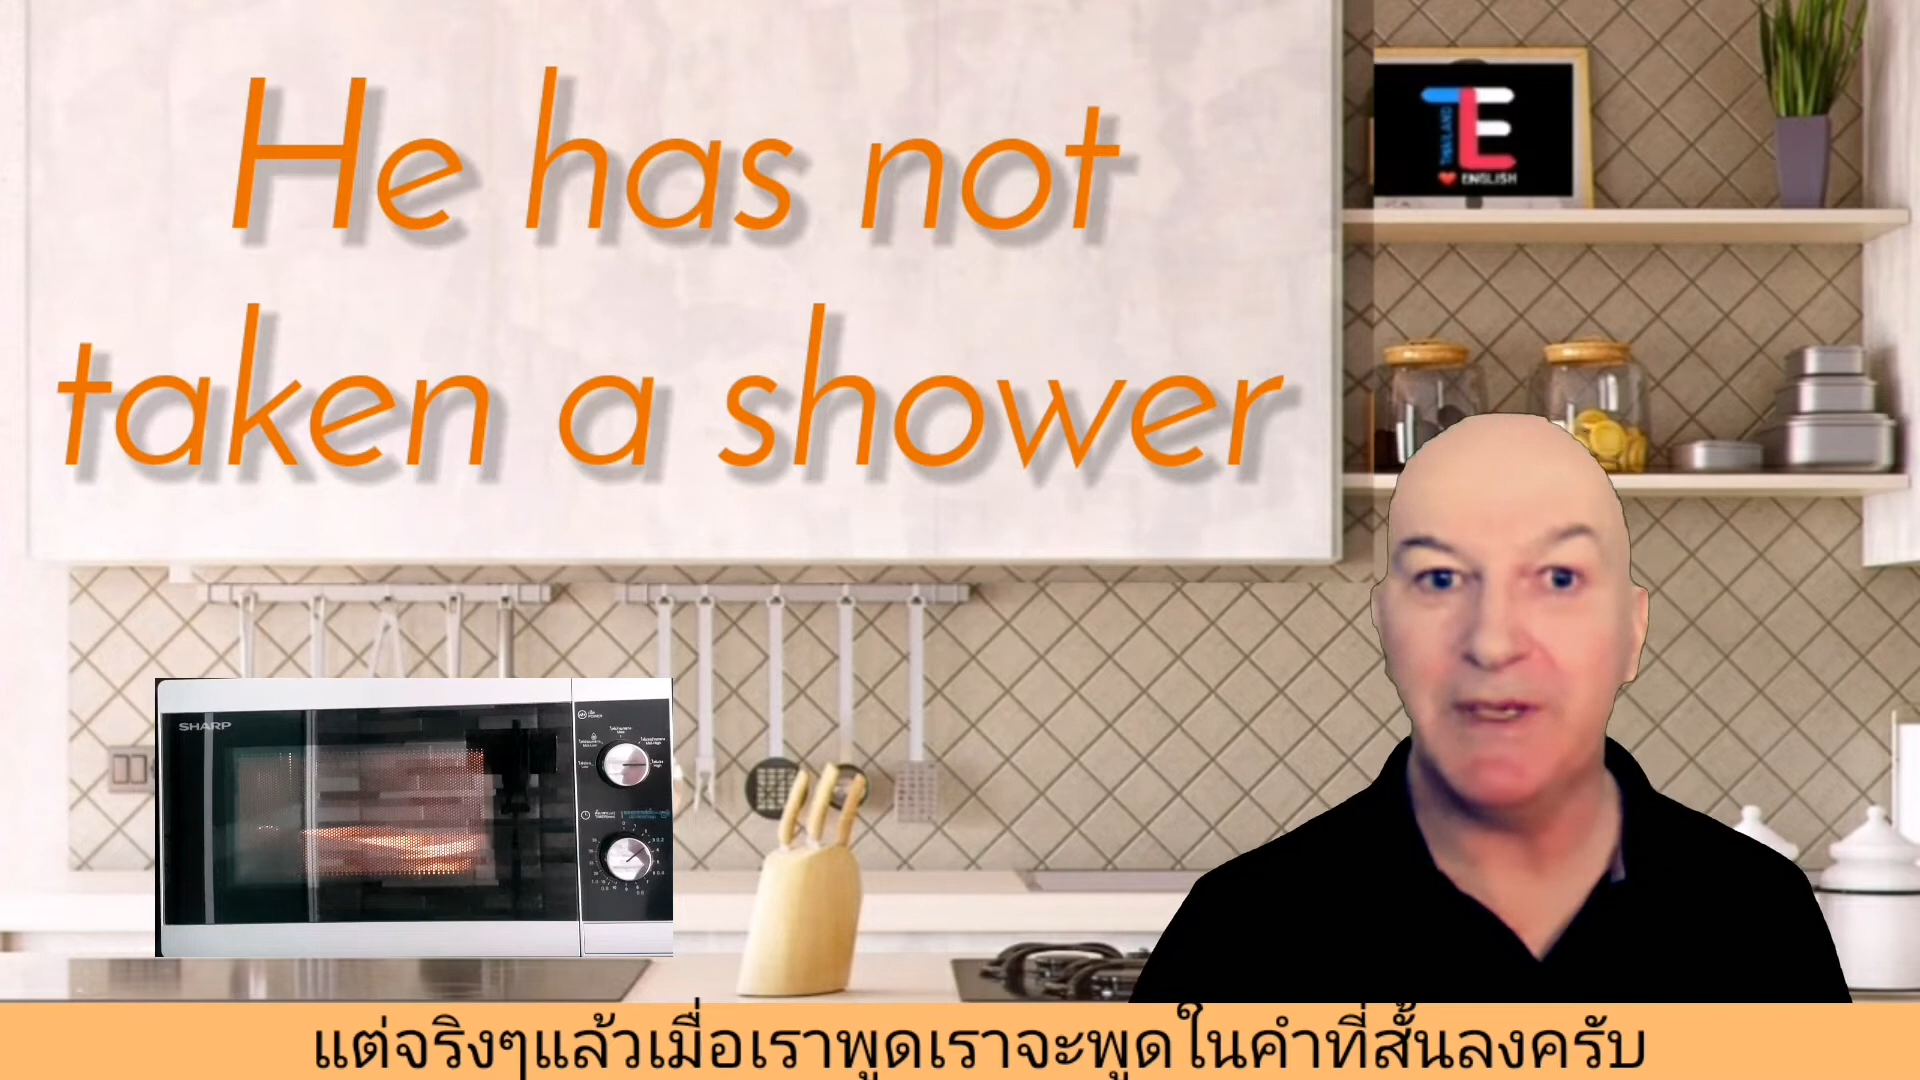 He has not
taken a shower
THAILAND
TE
❤ ENGLISH
SHARP
POWER
แต่จริงๆแล้วเมื่อเราพูดเราจะพูดในคำที่สั้นลงครับ